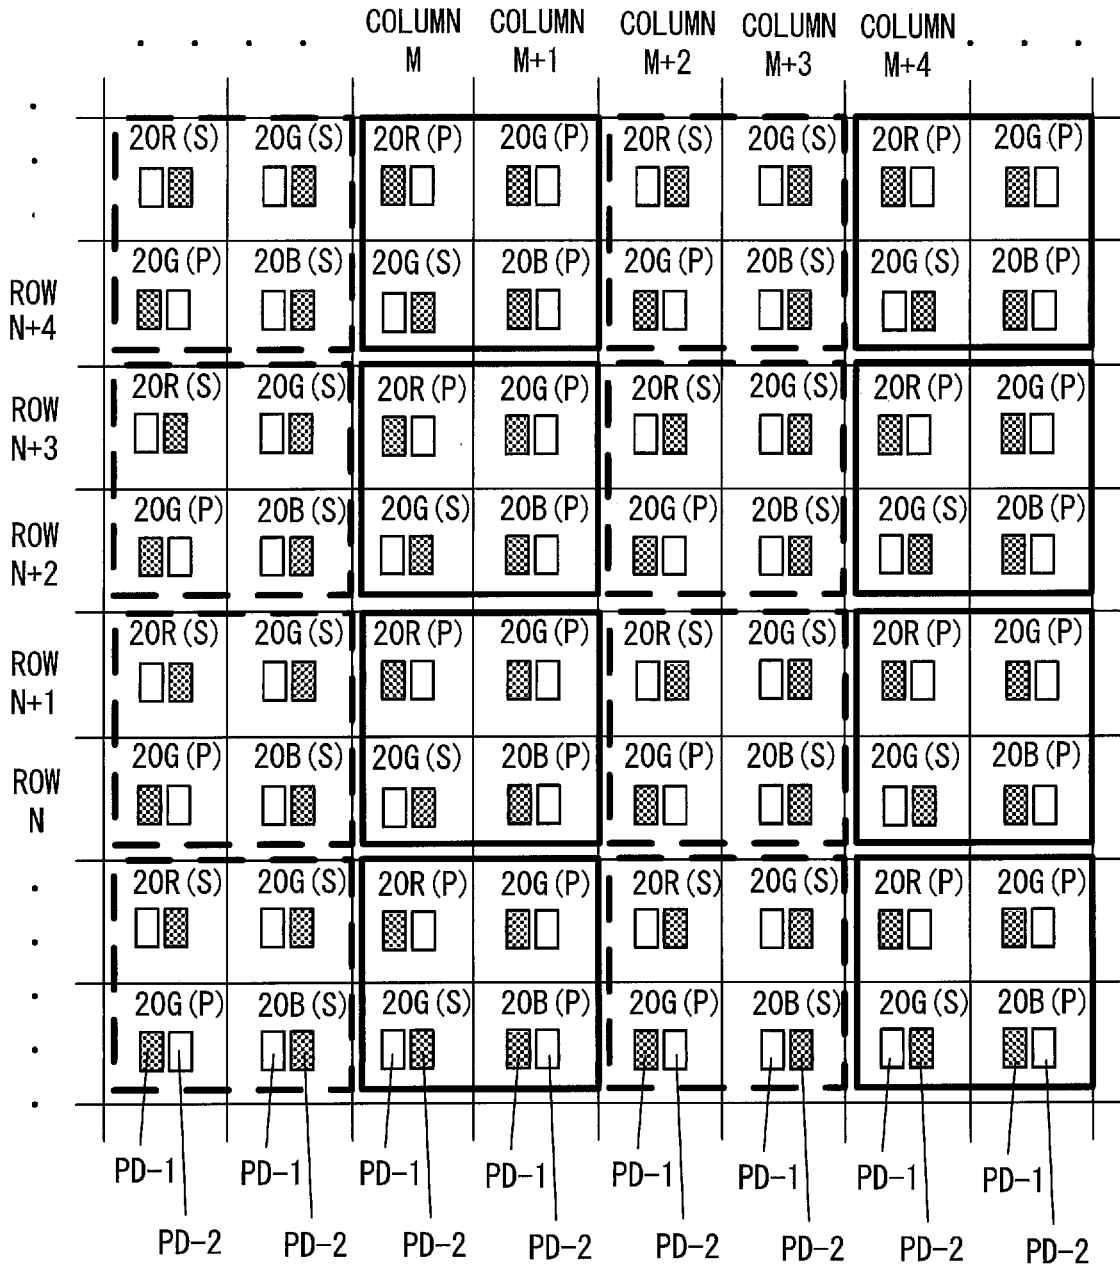 COLUMN M COLUMN M+1 COLUMN M+2 COLUMN M+3 COLUMN M+4
20R(S) 20G(S) 20R(P) 20G(P) 20R(S) 20G(S) 20R(P) 20G(P)
ROW N+4 20G(P) 20B(S) 20G(S) 20B(P) 20G(P) 20B(S) 20G(S) 20B(P)
ROW N+3 20R(S) 20G(S) 20R(P) 20G(P) 20R(S) 20G(S) 20R(P) 20G(P)
ROW N+2 20G(P) 20B(S) 20G(S) 20B(P) 20G(P) 20B(S) 20G(S) 20B(P)
ROW N+1 20R(S) 20G(S) 20R(P) 20G(P) 20R(S) 20G(S) 20R(P) 20G(P)
ROW N 20G(P) 20B(S) 20G(S) 20B(P) 20G(P) 20B(S) 20G(S) 20B(P)
20R(S) 20G(S) 20R(P) 20G(P) 20R(S) 20G(S) 20R(P) 20G(P)
20G(P) 20B(S) 20G(S) 20B(P) 20G(P) 20B(S) 20G(S) 20B(P)
PD-1 PD-1 PD-1 PD-1 PD-1 PD-1 PD-1 PD-1
PD-2 PD-2 PD-2 PD-2 PD-2 PD-2 PD-2 PD-2